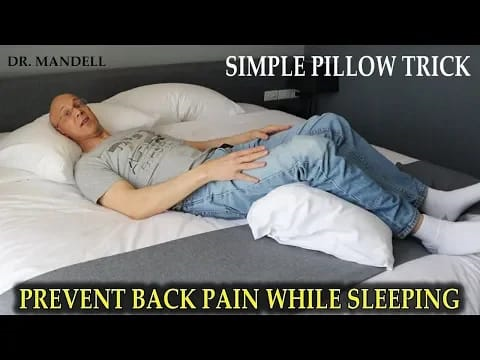 DR. MANDELL
SIMPLE PILLOW TRICK
PREVENT BACK PAIN WHILE SLEEPING